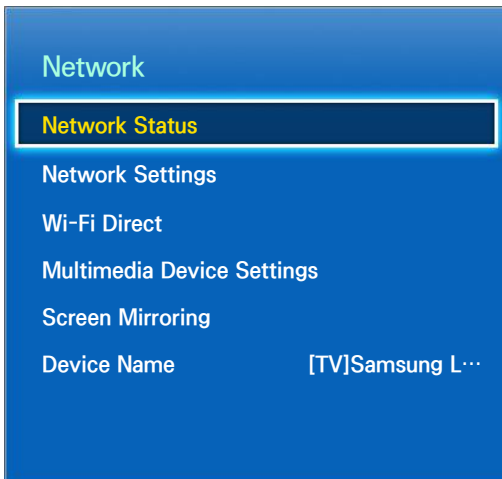 Network
Network Status
Network Settings
Wi-Fi Direct
Multimedia Device Settings
Screen Mirroring
Device Name [TV]Samsung L···